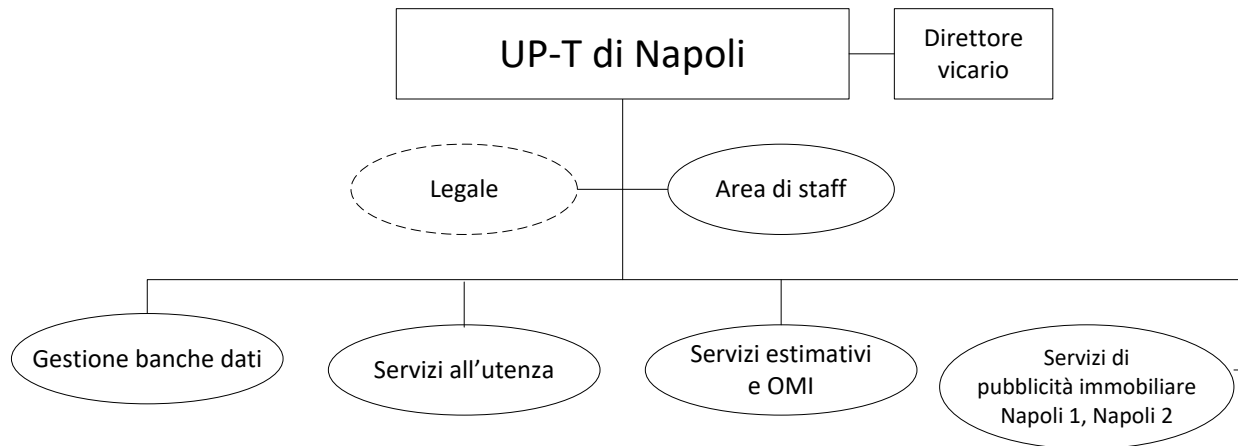 UP-T di Napoli
Direttore
vicario
Legale
Area di staff
Gestione banche dati
Servizi all’utenza
Servizi estimativi
e OMI
Servizi di
pubblicità immobiliare
Napoli 1, Napoli 2